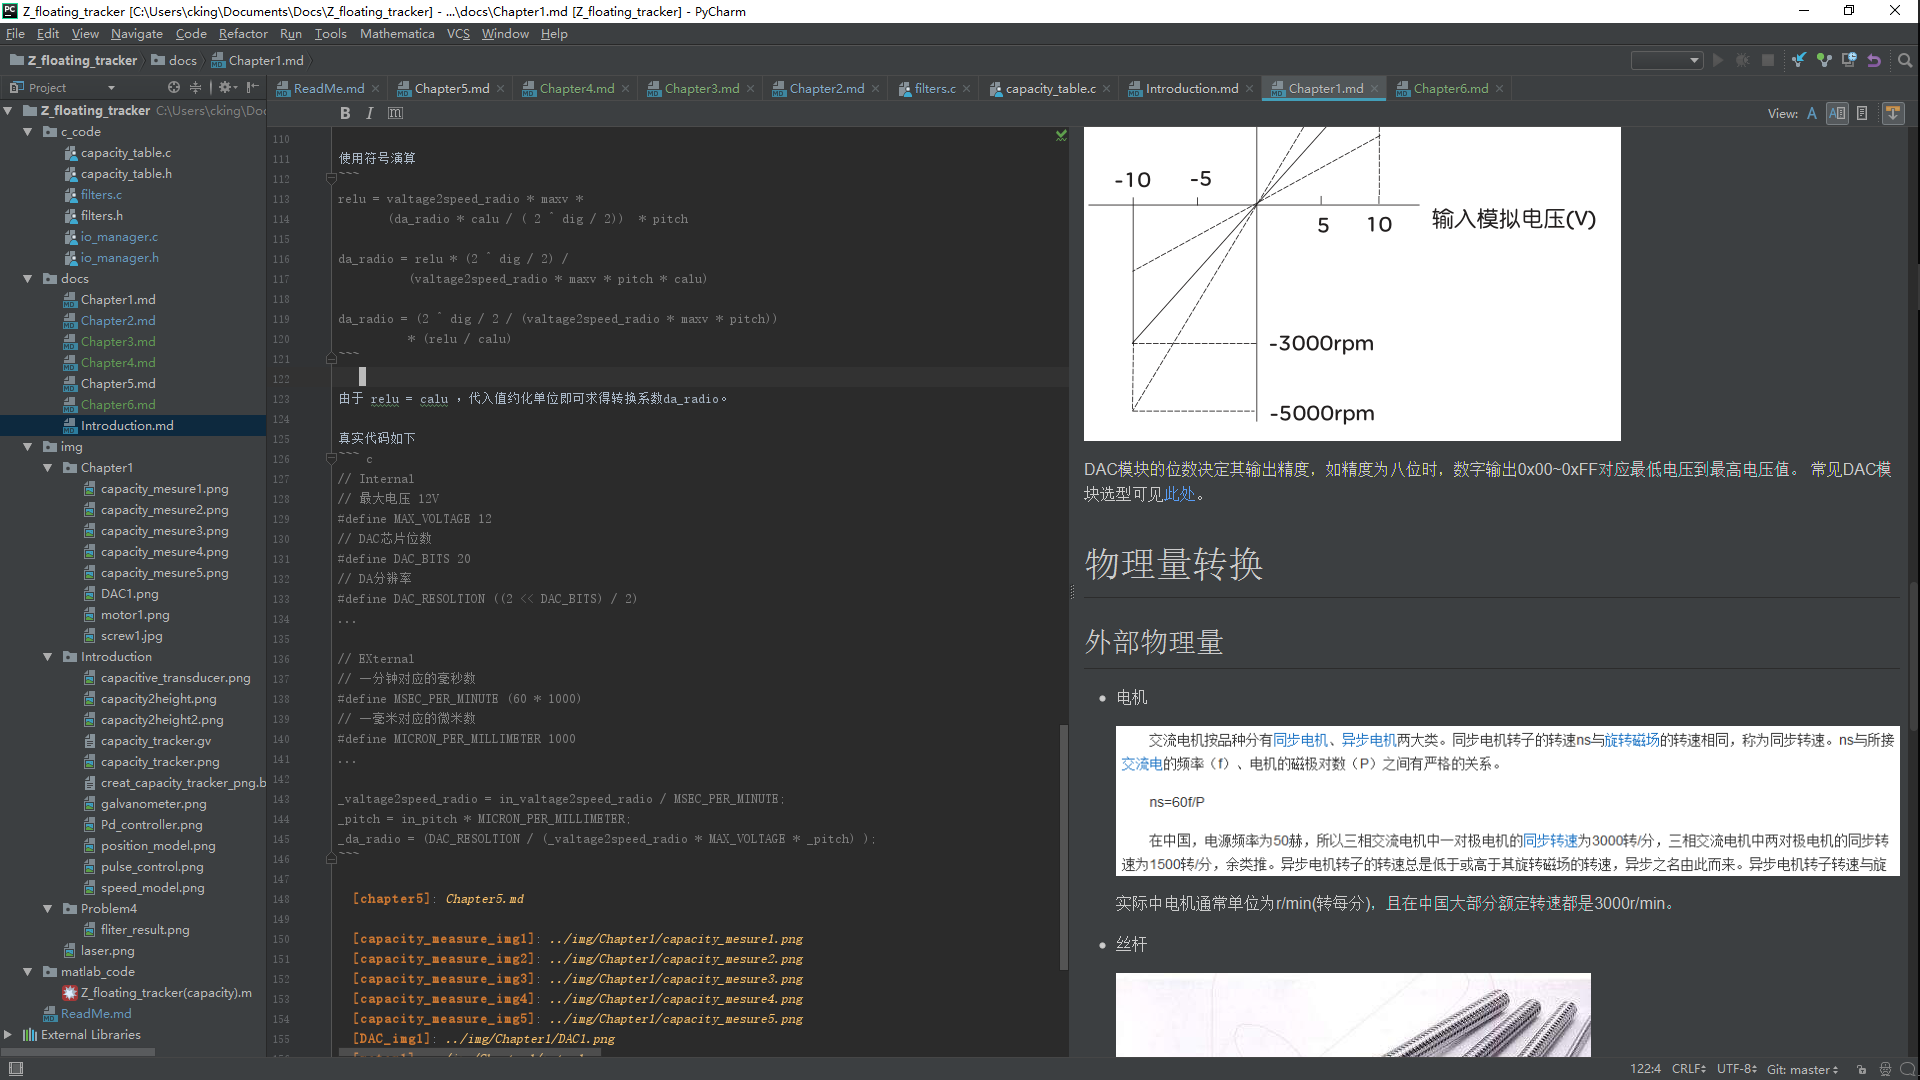 Z_floating_tracker [C:\Users\cking\Documents\Docs\Z_floating_tracker] - ...\docs\Chapter1.md [Z_floating_tracker] - PyCharm
File Edit View Navigate Code Refactor Run Tools Mathematica VCS Window Help
Z_floating_tracker docs Chapter1.md
Project
ReadMe.md Chapter5.md Chapter4.md Chapter3.md Chapter2.md filters.c capacity_table.c Introduction.md Chapter1.md Chapter6.md
B I m
View: A
Z_floating_tracker C:\Users\cking\Doc
c_code
capacity_table.c
capacity_table.h
filters.c
filters.h
io_manager.c
io_manager.h
docs
Chapter1.md
Chapter2.md
Chapter3.md
Chapter4.md
Chapter5.md
Chapter6.md
Introduction.md
img
Chapter1
capacity_mesure1.png
capacity_mesure2.png
capacity_mesure3.png
capacity_mesure4.png
capacity_mesure5.png
DAC1.png
motor1.png
screw1.jpg
Introduction
capacitive_transducer.png
capacity2height.png
capacity2height2.png
capacity_tracker.gv
capacity_tracker.png
creat_capacity_tracker_png.b
galvanometer.png
Pd_controller.png
position_model.png
pulse_control.png
speed_model.png
Problem4
fliter_result.png
laser.png
matlab_code
Z_floating_tracker(capacity).m
ReadMe.md
External Libraries
110
111 使用符号演算
112 ```
113 relu = valtage2speed_radio * maxv *
114 (da_radio * calu / ( 2 ^ dig / 2)) * pitch
115
116 da_radio = relu * (2 ^ dig / 2) /
117 (valtage2speed_radio * maxv * pitch * calu)
118
119 da_radio = (2 ^ dig / 2 / (valtage2speed_radio * maxv * pitch))
120 * (relu / calu)
121 ```
122
123 由于 relu = calu ，代入值约化单位即可求得转换系数da_radio。
124
125 真实代码如下
126 ``` c
127 // Internal
128 // 最大电压 12V
129 #define MAX_VOLTAGE 12
130 // DAC芯片位数
131 #define DAC_BITS 20
132 // DA分辨率
133 #define DAC_RESOLTION ((2 << DAC_BITS) / 2)
134 ...
135
136 // EXternal
137 // 一分钟对应的毫秒数
138 #define MSEC_PER_MINUTE (60 * 1000)
139 // 一毫米对应的微米数
140 #define MICRON_PER_MILLIMETER 1000
141 ...
142
143 _valtage2speed_radio = in_valtage2speed_radio / MSEC_PER_MINUTE;
144 _pitch = in_pitch * MICRON_PER_MILLIMETER;
145 _da_radio = (DAC_RESOLTION / (_valtage2speed_radio * MAX_VOLTAGE * _pitch) );
146 ```
147
148 [chapter5]: Chapter5.md
149
150 [capacity_measure_img1]: ../img/Chapter1/capacity_mesure1.png
151 [capacity_measure_img2]: ../img/Chapter1/capacity_mesure2.png
152 [capacity_measure_img3]: ../img/Chapter1/capacity_mesure3.png
153 [capacity_measure_img4]: ../img/Chapter1/capacity_mesure4.png
154 [capacity_measure_img5]: ../img/Chapter1/capacity_mesure5.png
155 [DAC_img1]: ../img/Chapter1/DAC1.png
-10 -5
5 10 输入模拟电压(V)
-3000rpm
-5000rpm
DAC模块的位数决定其输出精度，如精度为八位时，数字输出0x00~0xFF对应最低电压到最高电压值。 常见DAC模
块选型可见此处。
物理量转换
外部物理量
电机
交流电机按品种分有同步电机、异步电机两大类。同步电机转子的转速ns与旋转磁场的转速相同，称为同步转速。ns与所接
交流电的频率（f）、电机的磁极对数（P）之间有严格的关系。
ns=60f/P
在中国，电源频率为50赫，所以三相交流电机中一对极电机的同步转速为3000转/分，三相交流电机中两对极电机的同步转
速为1500转/分，余类推。异步电机转子的转速总是低于或高于其旋转磁场的转速，异步之名由此而来。异步电机转子转速与旋
实际中电机通常单位为r/min(转每分)，且在中国大部分额定转速都是3000r/min。
丝杆
122:4 CRLF UTF-8 Git: master